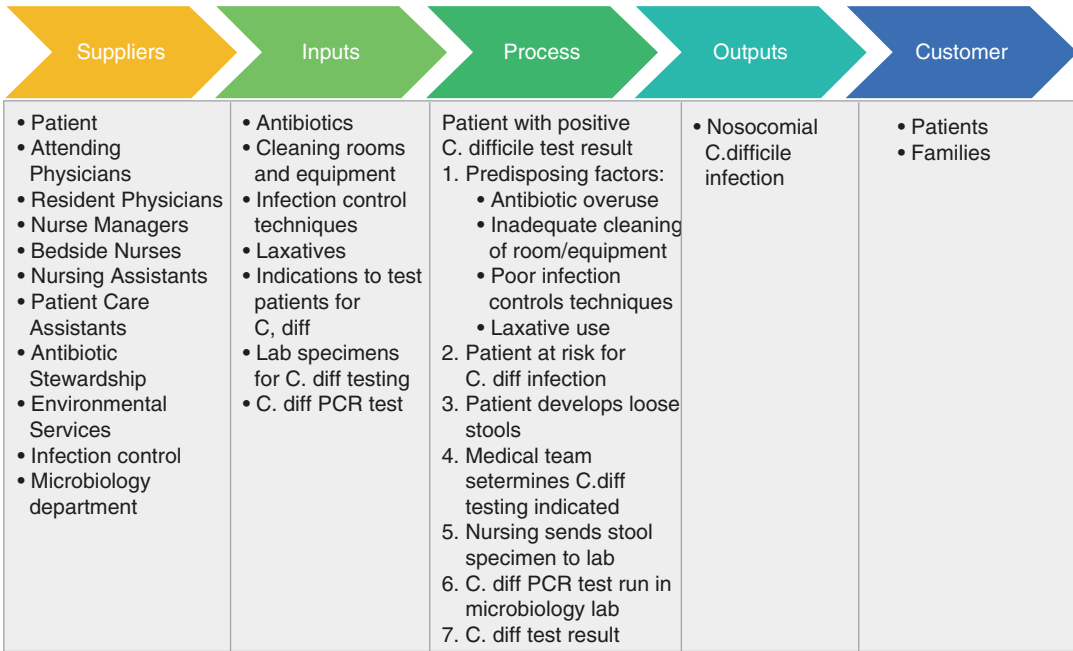 Suppliers
Inputs
Process
Outputs
Customer
• Patient
• Attending
Physicians
• Resident Physicians
• Nurse Managers
• Bedside Nurses
• Nursing Assistants
• Patient Care
Assistants
• Antibiotic
Stewardship
• Environmental
Services
• Infection control
• Microbiology
department
• Antibiotics
• Cleaning rooms
and equipment
• Infection control
techniques
• Laxatives
• Indications to test
patients for
C, diff
• Lab specimens
for C. diff testing
• C. diff PCR test
Patient with positive
C. difficile test result
1. Predisposing factors:
• Antibiotic overuse
• Inadequate cleaning
of room/equipment
• Poor infection
controls techniques
• Laxative use
2. Patient at risk for
C. diff infection
3. Patient develops loose
stools
4. Medical team
setermines C.diff
testing indicated
5. Nursing sends stool
specimen to lab
6. C. diff PCR test run in
microbiology lab
7. C. diff test result
• Nosocomial
C.difficile
infection
• Patients
• Families